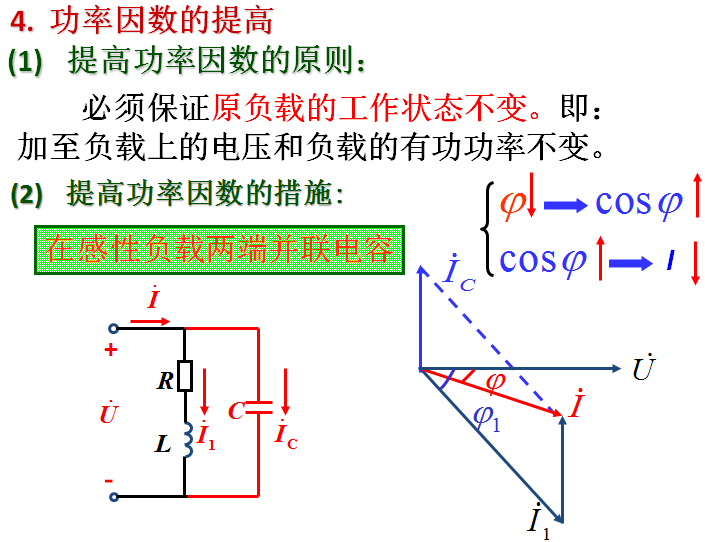 4. 功率因数的提高
(1) 提高功率因数的原则：
必须保证原负载的工作状态不变。即：
加至负载上的电压和负载的有功功率不变。
(2) 提高功率因数的措施：
φ↓ → cosφ↑
cosφ↑ → I↓
在感性负载两端并联电容
İ
+
R
U̇
C
L
İ1
İC
-
İC
U̇
φ
φ1
İ
İ1